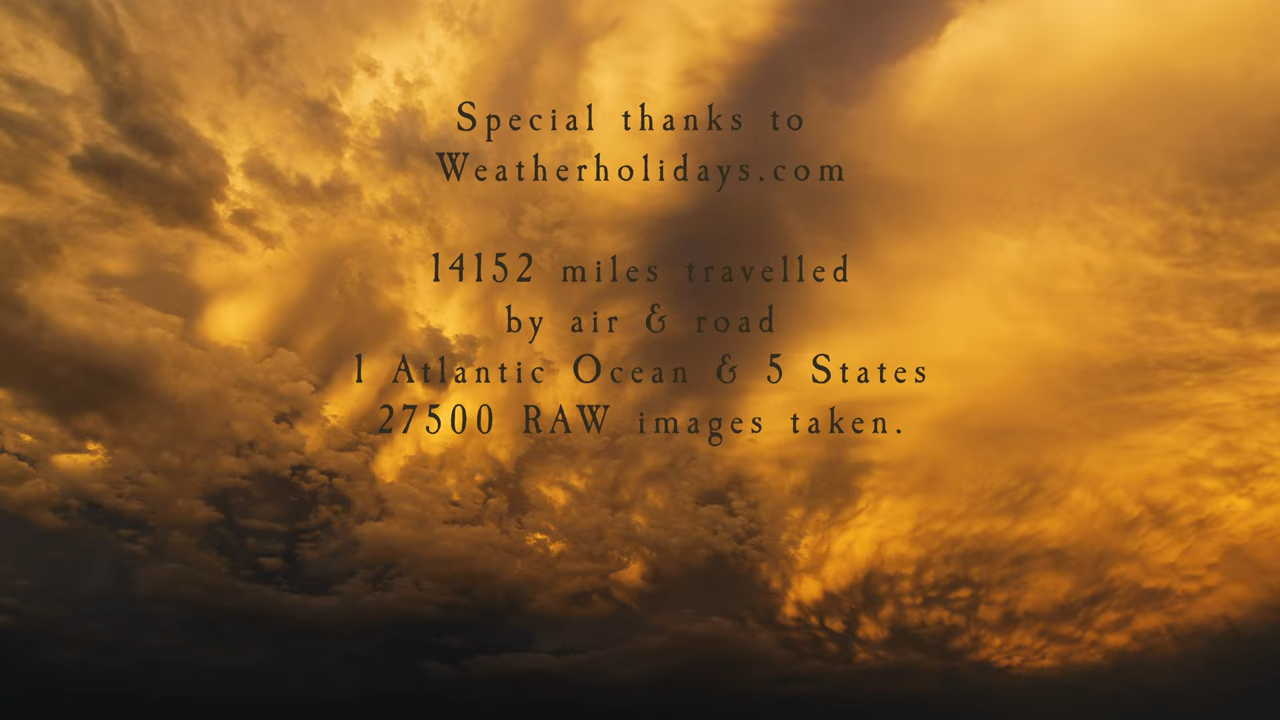 Special thanks to
Weatherholidays.com
14152 miles travelled
by air & road
1 Atlantic Ocean & 5 States
27500 RAW images taken.